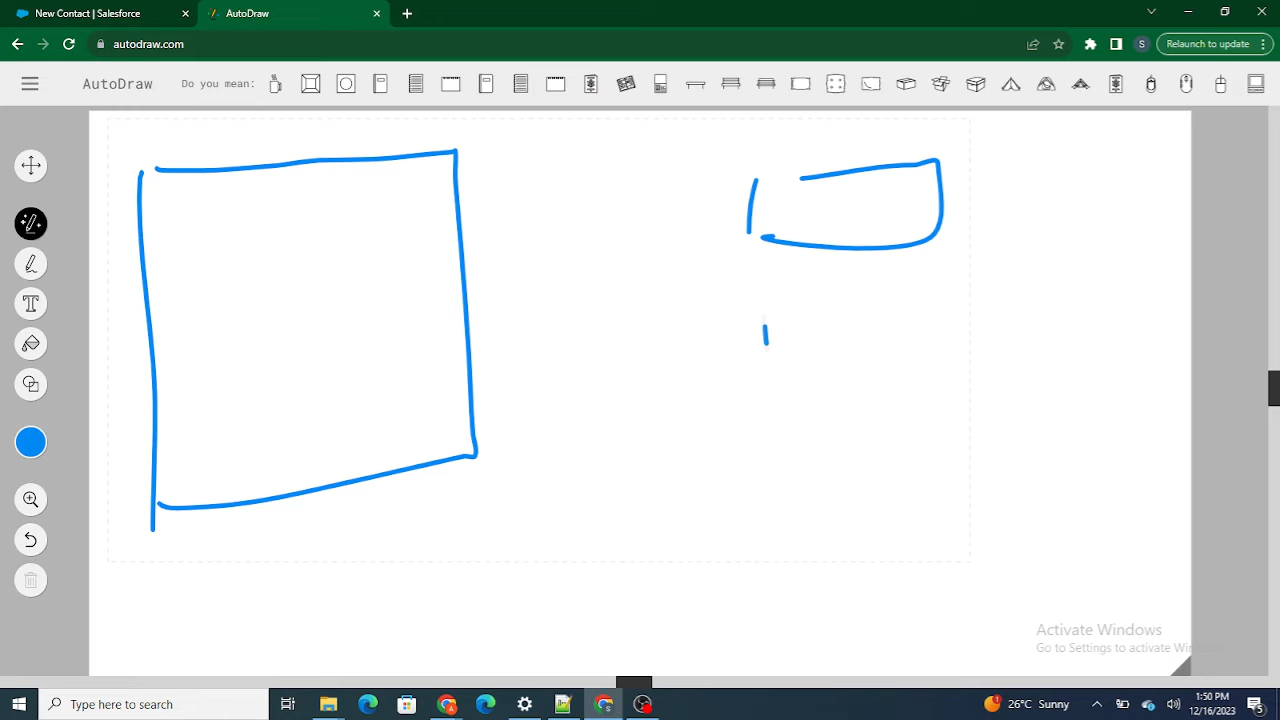 New Contact | Salesforce
AutoDraw
autodraw.com
S
Relaunch to update
AutoDraw
Do you mean:
T
Activate Windows
Go to Settings to activate Windows.
Type here to search
26°C Sunny
1:50 PM
12/16/2023